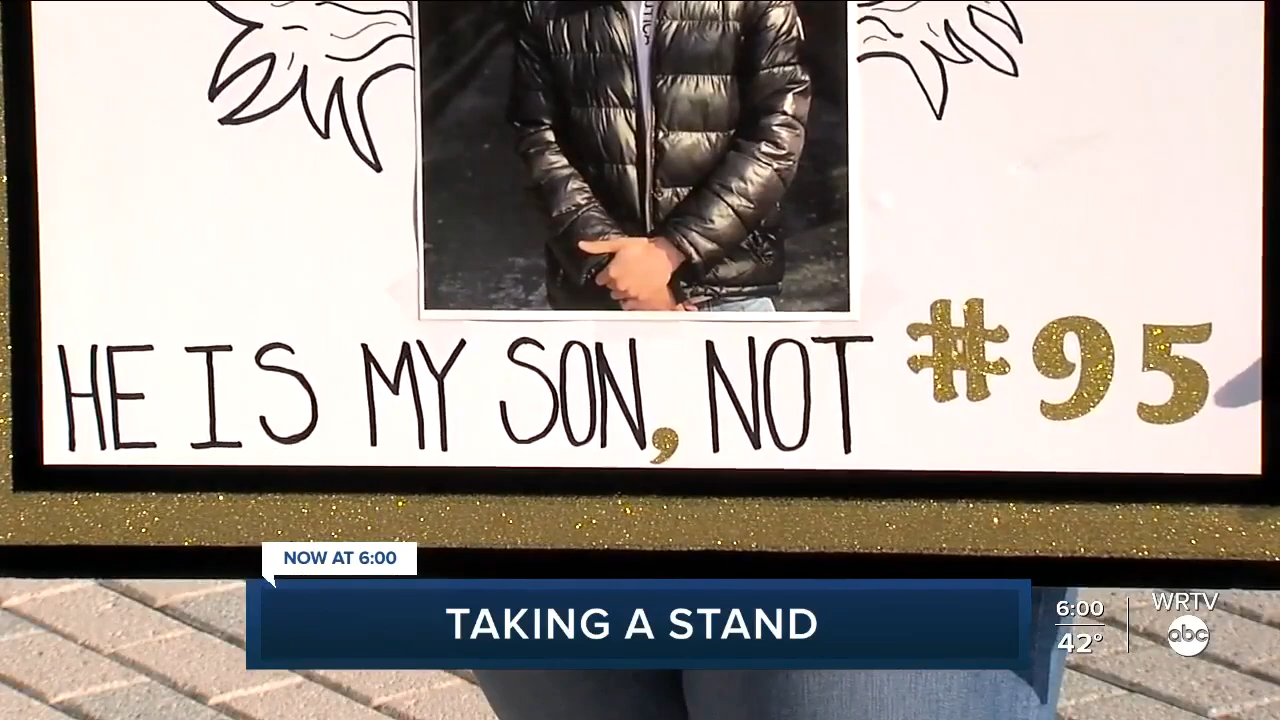 HE IS MY SON, NOT #95
NOW AT 6:00
TAKING A STAND
6:00
42°
WRTV
abc